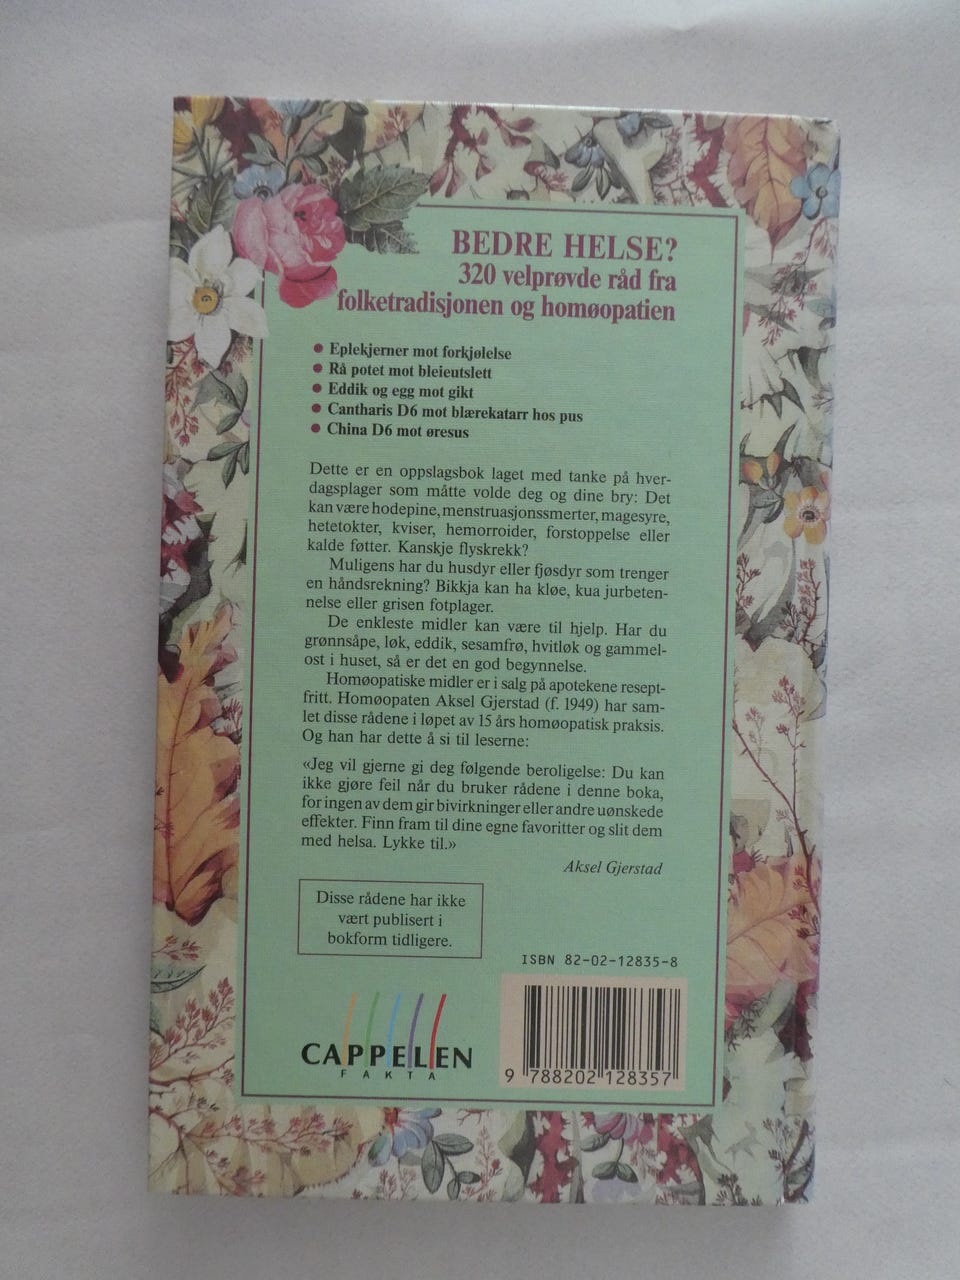 BEDRE HELSE?
320 velprøvde råd fra
folketradisjonen og homøopatien
● Eplekjerner mot forkjølelse
● Rå potet mot bleieutslett
● Eddik og egg mot gikt
● Cantharis D6 mot blærekatarr hos pus
● China D6 mot øresus
Dette er en oppslagsbok laget med tanke på hver-
dagsplager som måtte volde deg og dine bry: Det
kan være hodepine, menstruasjonssmerter, magesyre,
hetetokter, kviser, hemorroider, forstoppelse eller
kalde føtter. Kanskje flyskrekk?
Muligens har du husdyr eller fjøsdyr som trenger
en håndsrekning? Bikkja kan ha kløe, kua jurbeten-
nelse eller grisen fotplager.
De enkleste midler kan være til hjelp. Har du
grønnsåpe, løk, eddik, sesamfrø, hvitløk og gammel-
ost i huset, så er det en god begynnelse.
Homøopatiske midler er i salg på apotekene resept-
fritt. Homøopaten Aksel Gjerstad (f. 1949) har sam-
let disse rådene i løpet av 15 års homøopatisk praksis.
Og han har dette å si til leserne:
«Jeg vil gjerne gi deg følgende beroligelse: Du kan
ikke gjøre feil når du bruker rådene i denne boka,
for ingen av dem gir bivirkninger eller andre uønskede
effekter. Finn fram til dine egne favoritter og slit dem
med helsa. Lykke til.»
Aksel Gjerstad
Disse rådene har ikke
vært publisert i
bokform tidligere.
ISBN 82-02-12835-8
CAPPELEN
FAKTA
9 788202 128357